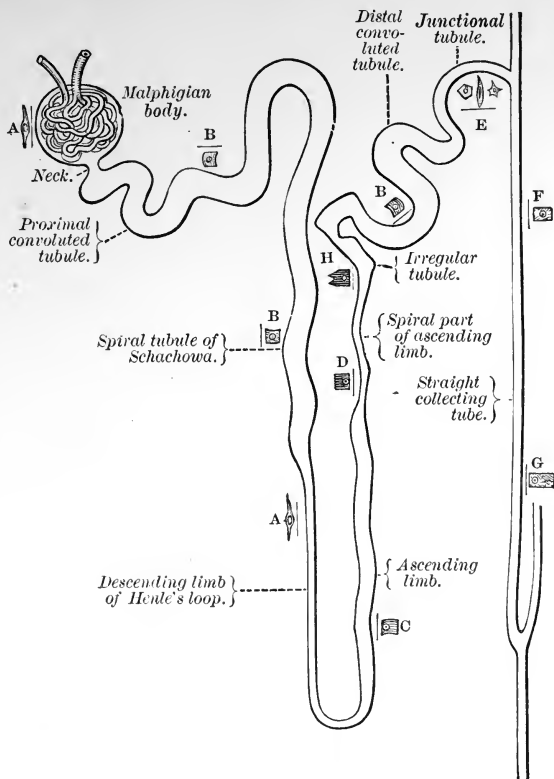 Distal
convo-
luted
tubule.
Junctional
tubule.
Malphigian
body.
A
B
E
Neck.
B
F
Proximal
convoluted
tubule.
H
Irregular
tubule.
B
Spiral tubule of
Schachowa.
Spiral part
of ascending
limb.
D
Straight
collecting
tube.
G
A
Descending limb
of Henle's loop.
Ascending
limb.
C